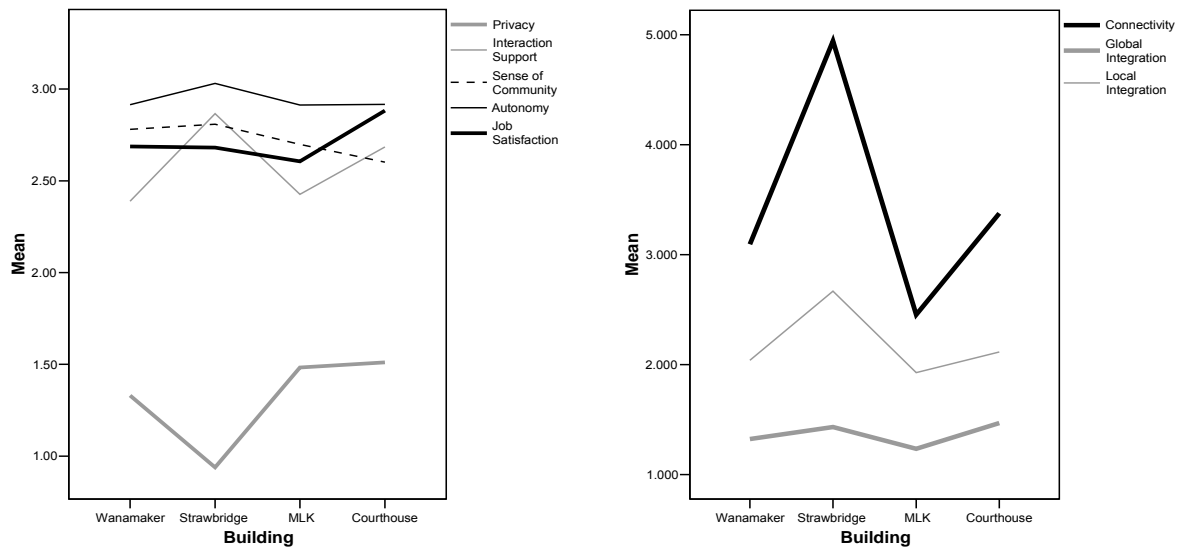 Mean
3.00
2.50
2.00
1.50
1.00
Wanamaker
Strawbridge
MLK
Courthouse
Building
Privacy
Interaction
Support
Sense of
Community
Autonomy
Job
Satisfaction
Mean
5.000
4.000
3.000
2.000
1.000
Wanamaker
Strawbridge
MLK
Courthouse
Building
Connectivity
Global
Integration
Local
Integration